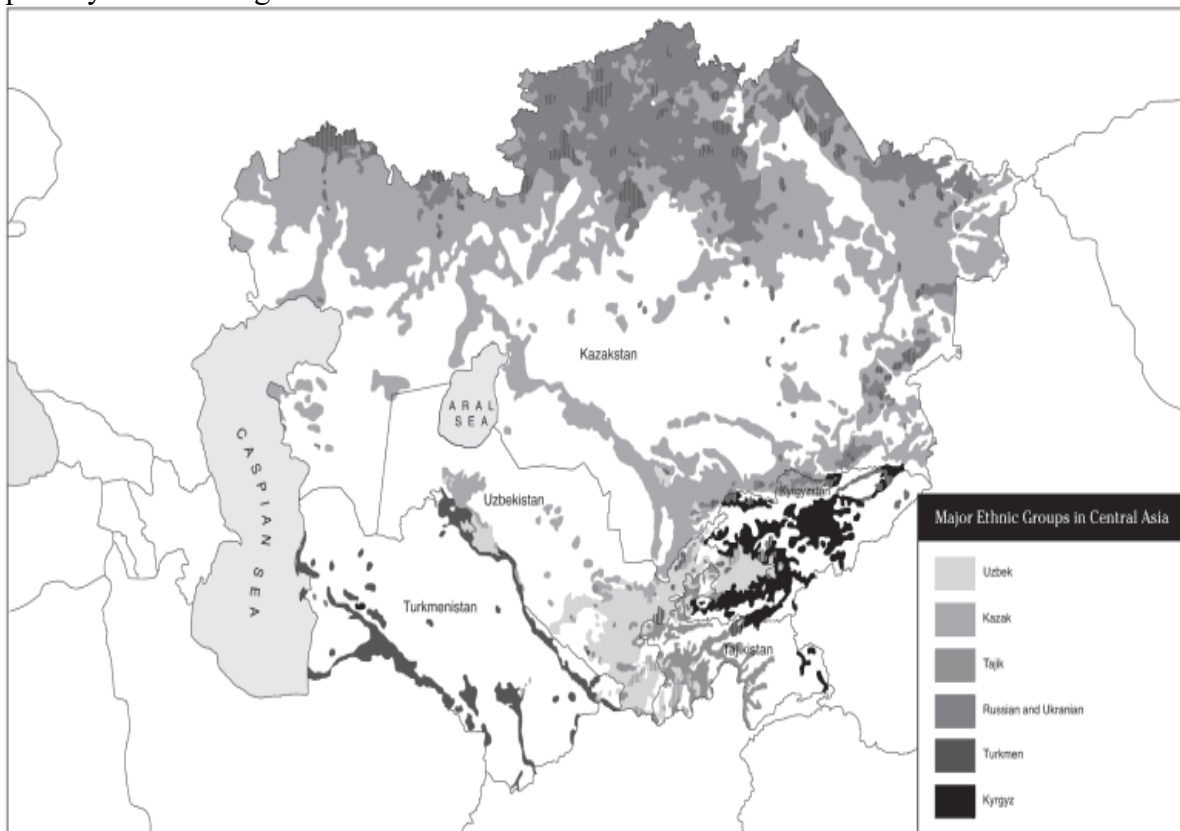 Kazakstan
ARAL
SEA
CASPIAN SEA
Uzbekistan
Kyrgyzstan
Turkmenistan
Tajikistan
Major Ethnic Groups in Central Asia
Uzbek
Kazak
Tajik
Russian and Ukranian
Turkmen
Kyrgyz